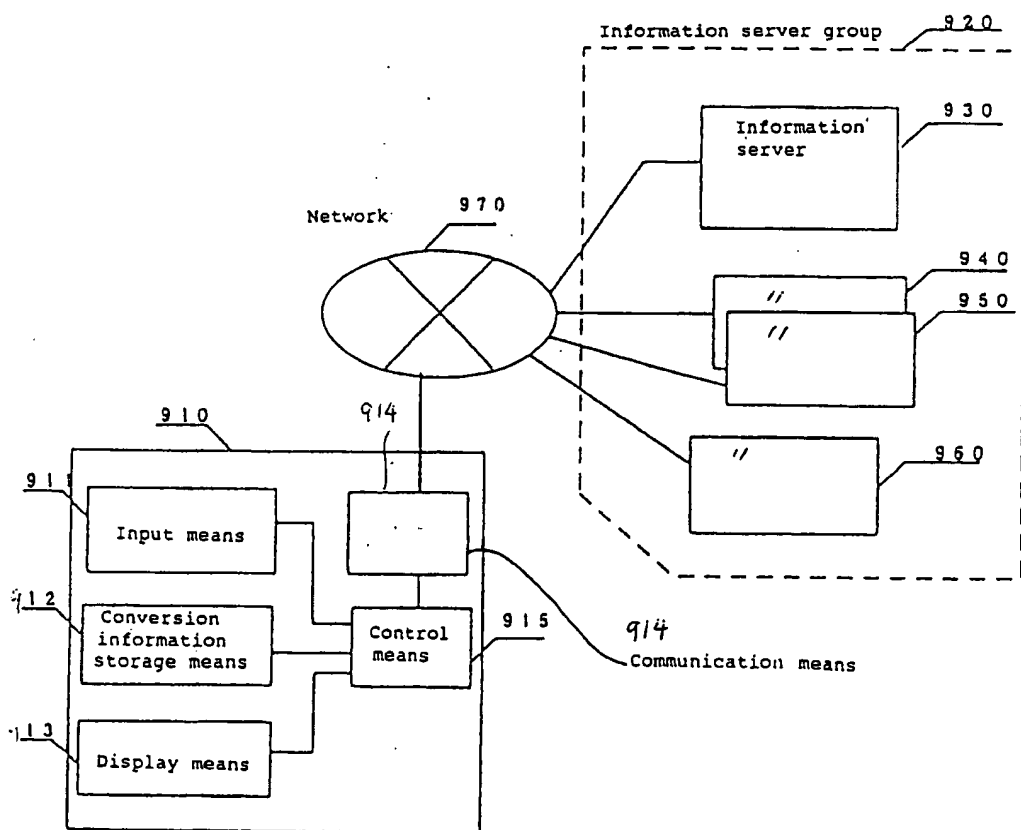 Information server group
920
Information server
930
Network
970
940
〃
950
〃
〃
960
910
914
911
Input means
912
Conversion information storage means
Control means
915
914
Communication means
913
Display means